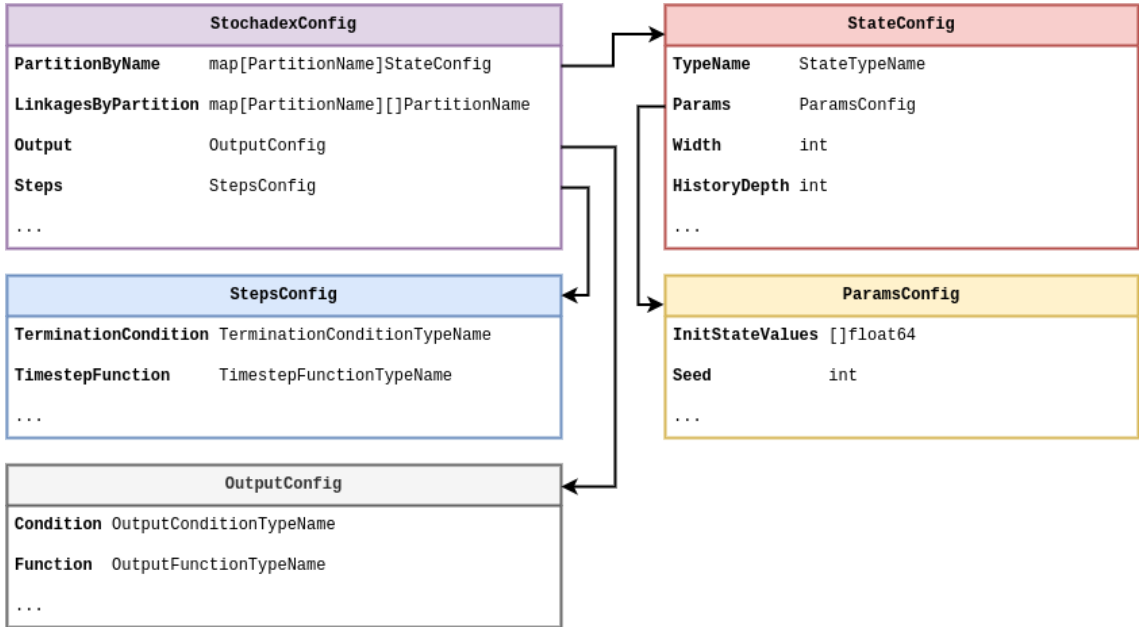 StochadexConfig
PartitionByName map[PartitionName]StateConfig
LinkagesByPartition map[PartitionName][]PartitionName
Output OutputConfig
Steps StepsConfig
...
StateConfig
TypeName StateTypeName
Params ParamsConfig
Width int
HistoryDepth int
...
StepsConfig
TerminationCondition TerminationConditionTypeName
TimestepFunction TimestepFunctionTypeName
...
ParamsConfig
InitStateValues []float64
Seed int
...
OutputConfig
Condition OutputConditionTypeName
Function OutputFunctionTypeName
...